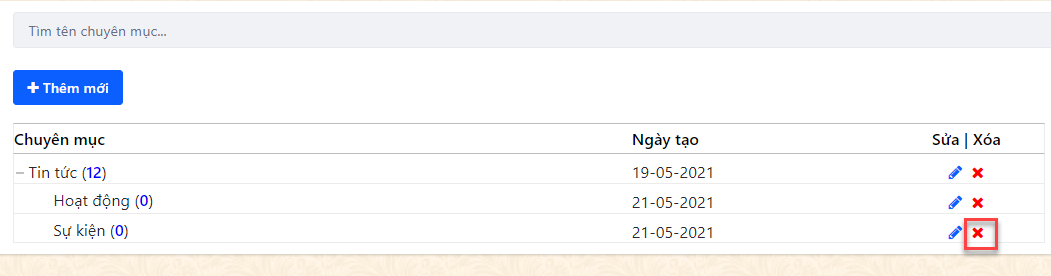 Tìm tên chuyên mục...
Thêm mới
Chuyên mục Ngày tạo Sửa | Xóa
Tin tức (12) 19-05-2021
Hoạt động (0) 21-05-2021
Sự kiện (0) 21-05-2021